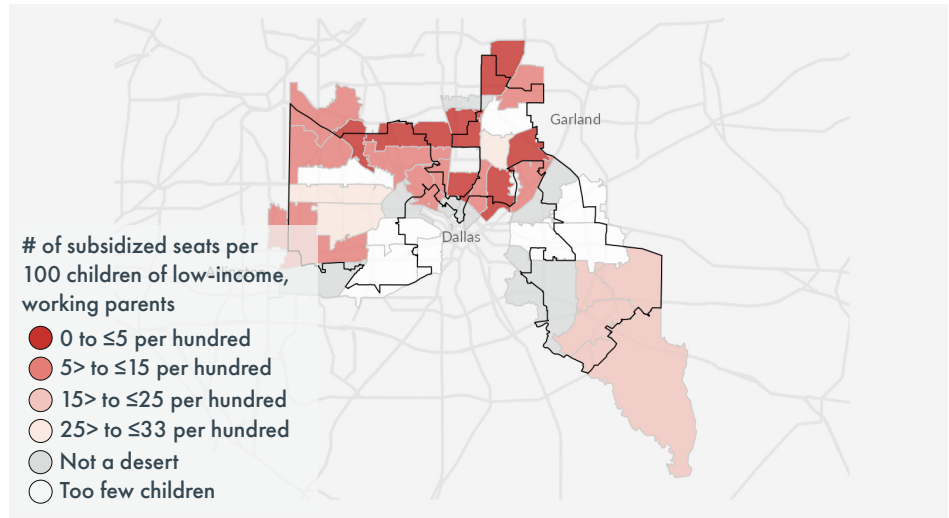 Garland
Dallas
# of subsidized seats per
100 children of low-income,
working parents
0 to ≤5 per hundred
5> to ≤15 per hundred
15> to ≤25 per hundred
25> to ≤33 per hundred
Not a desert
Too few children